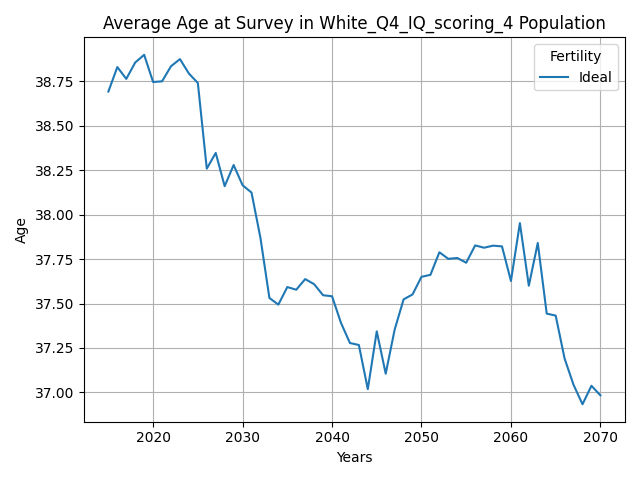 Average Age at Survey in White_Q4_IQ_scoring_4 Population
Fertility
Ideal
38.75
38.50
38.25
38.00
37.75
37.50
37.25
37.00
Age
2020 2030 2040 2050 2060 2070
Years